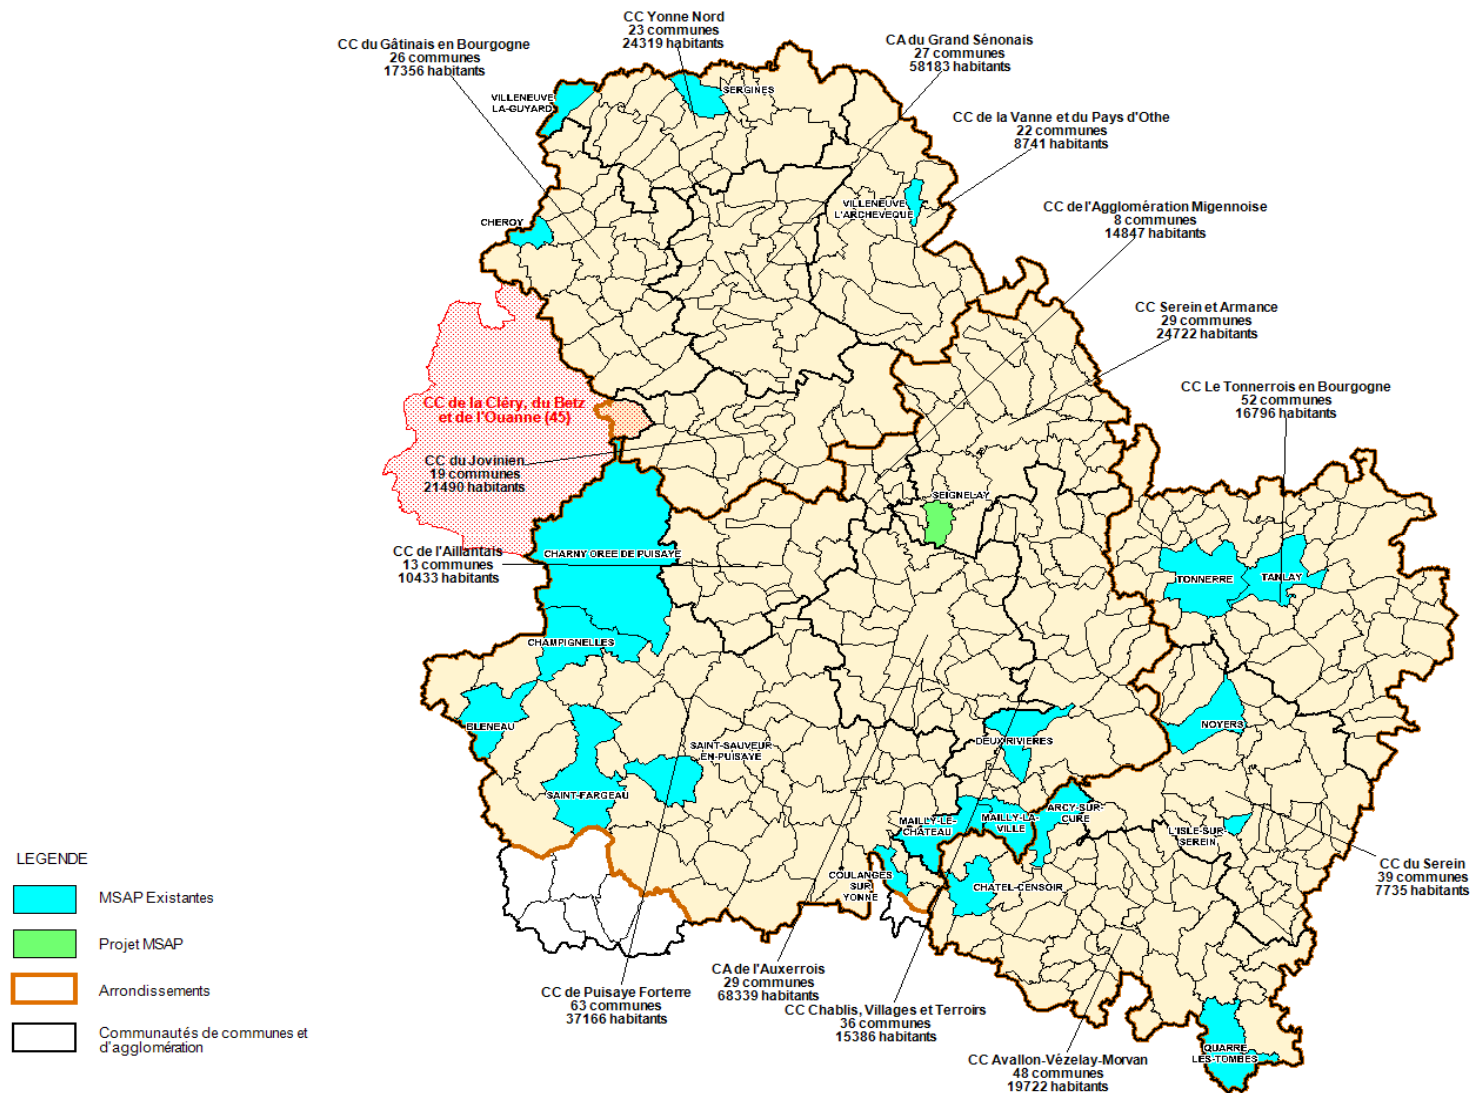 CC Yonne Nord
23 communes
24319 habitants
CC du Gâtinais en Bourgogne
26 communes
17356 habitants
CA du Grand Sénonais
27 communes
58183 habitants
VILLENEUVE
LA-GUYARD
SERGINES
CC de la Vanne et du Pays d'Othe
22 communes
8741 habitants
CHEROY
VILLENEUVE
L'ARCHEVEQUE
CC de l'Agglomération Migennoise
8 communes
14847 habitants
CC Serein et Armance
29 communes
24722 habitants
CC Le Tonnerrois en Bourgogne
52 communes
16796 habitants
CC de la Cléry, du Betz
et de l'Ouanne (45)
CC du Jovinien
19 communes
21490 habitants
SEIGNELAY
CC de l'Aillantais
13 communes
10433 habitants
CHARNY OREE DE PUISAYE
TONNERRE
TANLAY
CHAMPIGNELLES
BLENEAU
NOYERS
DEUX RIVIERES
SAINT-SAUVEUR
EN-PUISAYE
SAINT-FARGEAU
MAILLY-LE-
CHÂTEAU
MAILLY-LA-
VILLE
ARCY-SUR-
CURE
L'ISLE-SUR-
SEREIN
COULANGES
SUR
YONNE
CHATEL-CENSOIR
CC du Serein
39 communes
7735 habitants
LEGENDE
MSAP Existantes
Projet MSAP
Arrondissements
Communautés de communes et
d'agglomération
CC de Puisaye Forterre
63 communes
37166 habitants
CA de l'Auxerrois
29 communes
68339 habitants
CC Chablis, Villages et Terroirs
36 communes
15386 habitants
CC Avallon-Vézelay-Morvan
48 communes
19722 habitants
QUARRE
LES-TOMBES